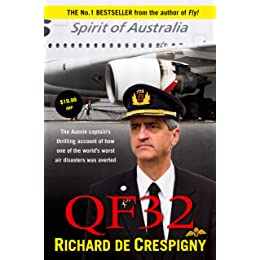 THE No.1 BESTSELLER from the author of Fly!
Spirit of Australia
$19.99
RRP
The Aussie captain's
thrilling account of how
one of the world's worst
air disasters was averted
QF32
RICHARD DE CRESPIGNY